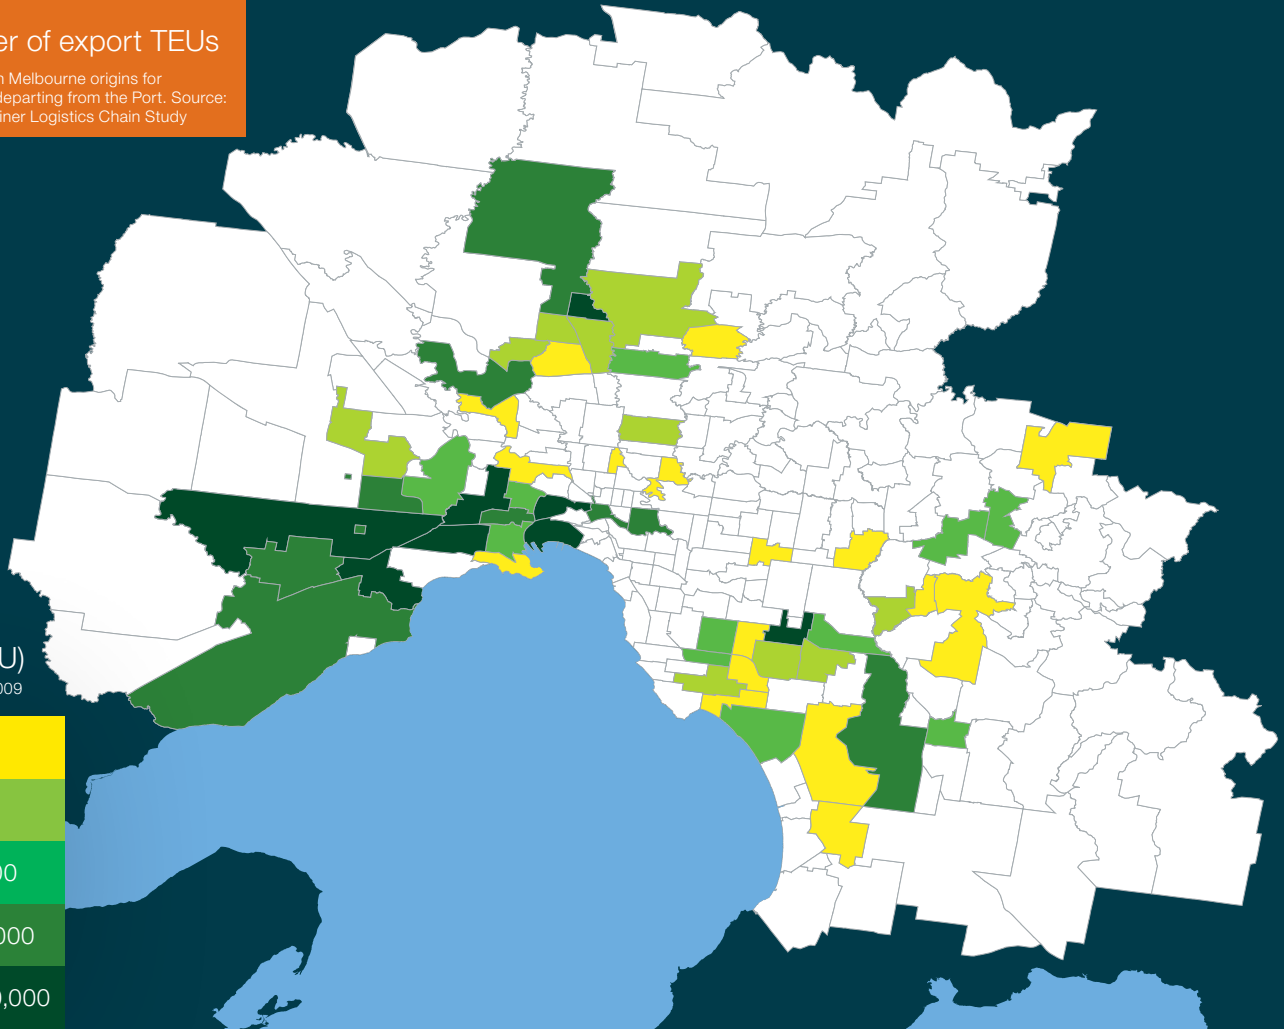 er of export TEUs
n Melbourne origins for
departing from the Port. Source:
iner Logistics Chain Study
U)
009
00
000
0,000